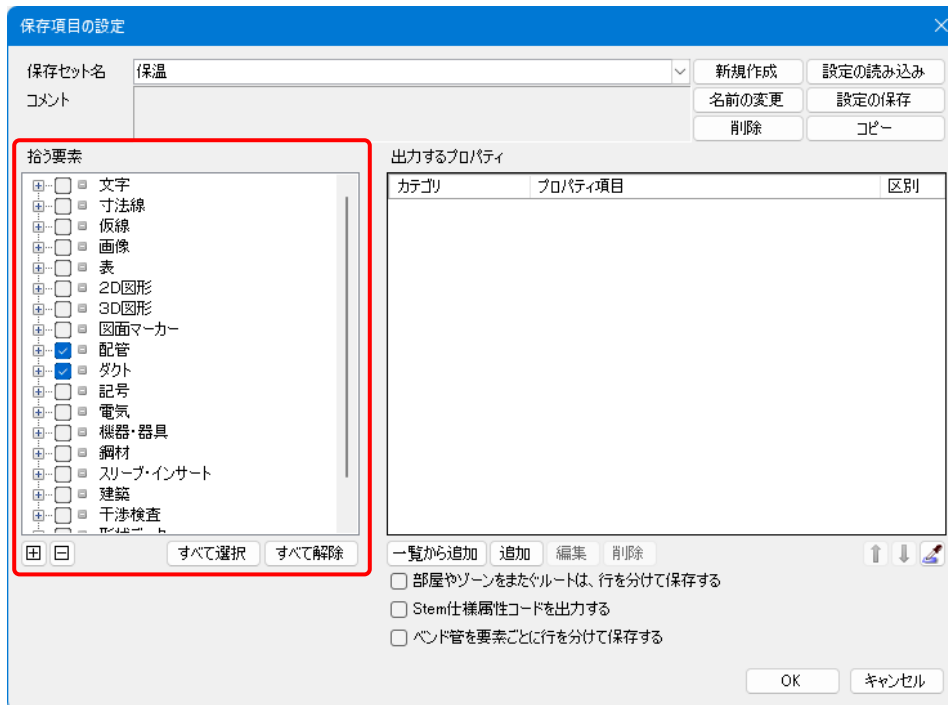 保存項目の設定
保存セット名
保温
新規作成
設定の読み込み
コメント
名前の変更
設定の保存
削除
コピー
拾う要素
文字
寸法線
仮線
画像
表
2D図形
3D図形
図面マーカー
配管
ダクト
記号
電気
機器・器具
鋼材
スリーブ・インサート
建築
干渉検査
すべて選択
すべて解除
出力するプロパティ
カテゴリ
プロパティ項目
区別
一覧から追加
追加
編集
削除
部屋やゾーンをまたぐルートは、行を分けて保存する
Stem仕様属性コードを出力する
ベンド管を要素ごとに行を分けて保存する
OK
キャンセル